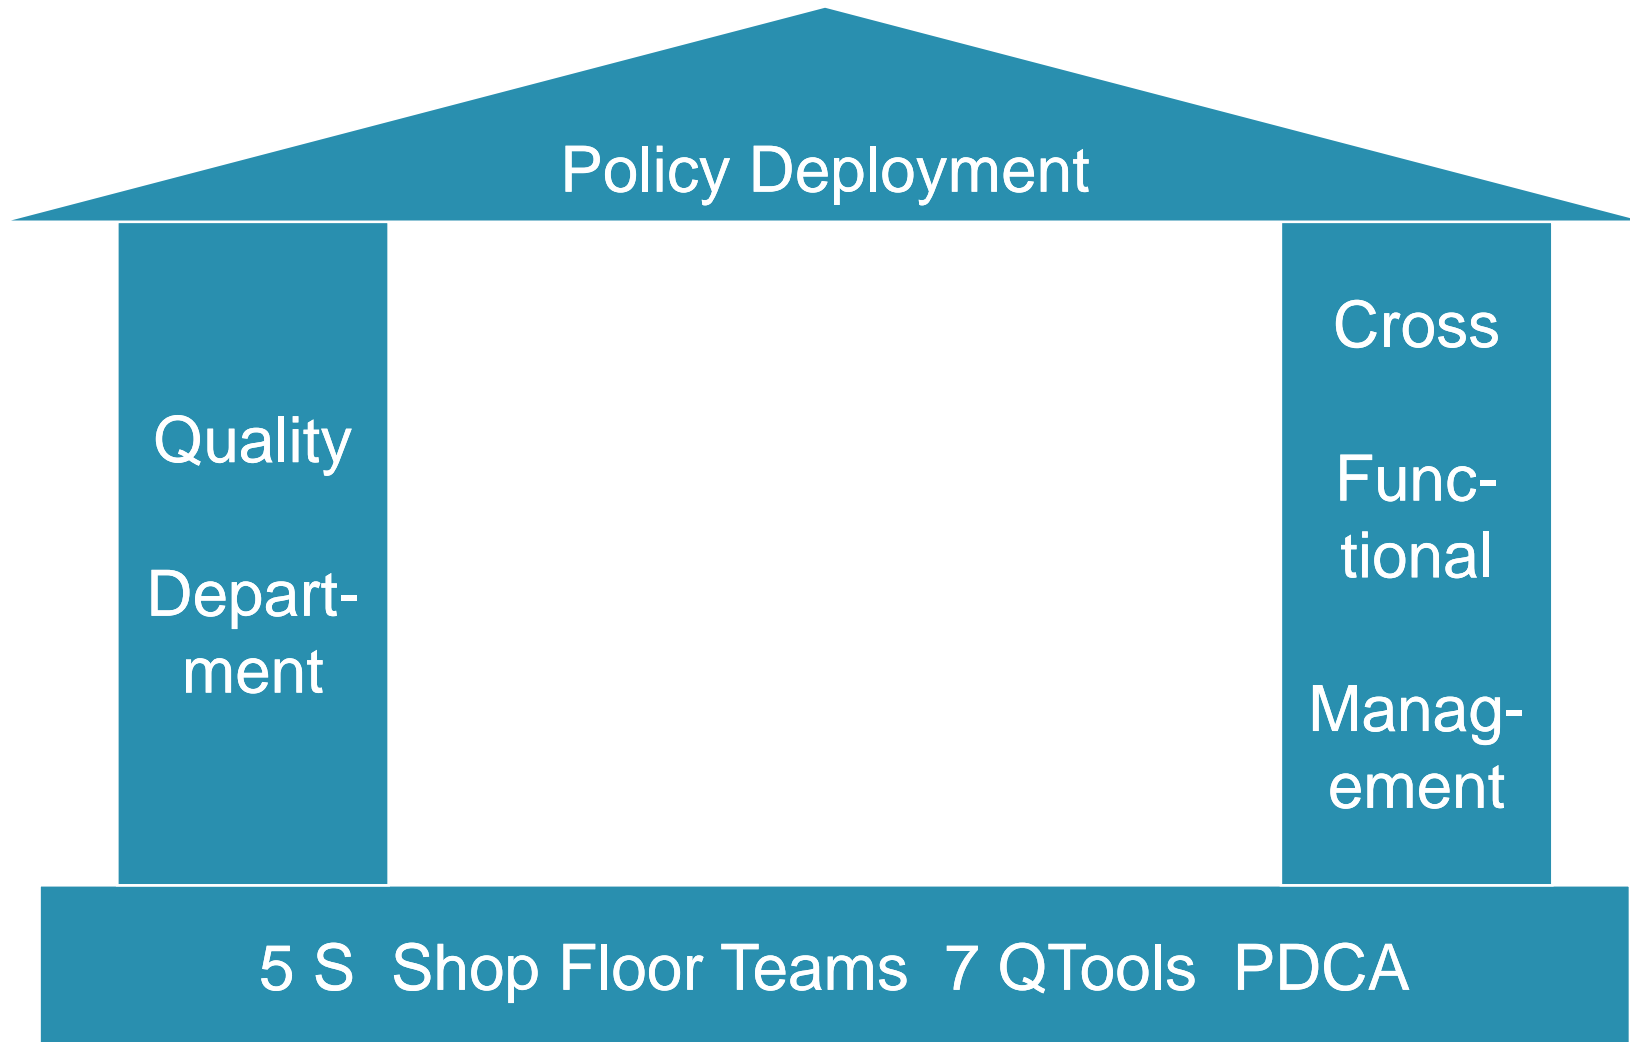 Policy Deployment
Quality
Depart-
ment
Cross
Func-
tional
Manag-
ement
5 S  Shop Floor Teams  7 QTools  PDCA